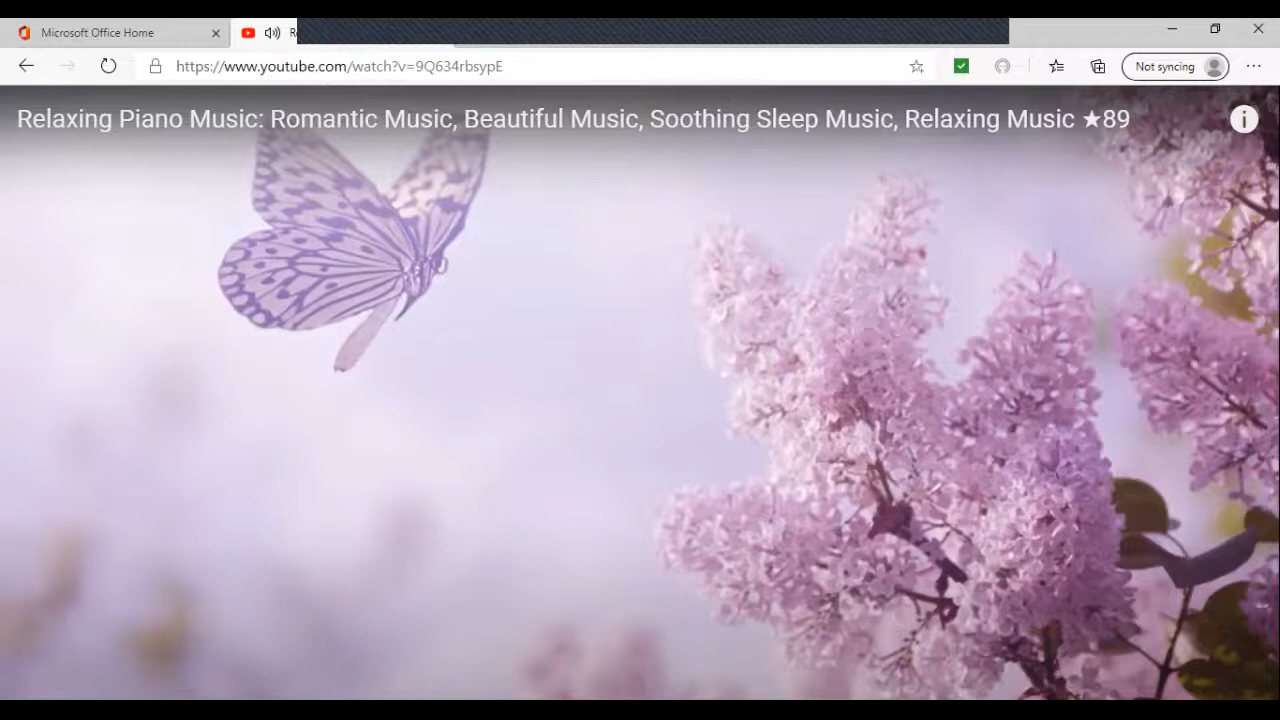 Microsoft Office Home
https://www.youtube.com/watch?v=9Q634rbsypE
Not syncing
Relaxing Piano Music: Romantic Music, Beautiful Music, Soothing Sleep Music, Relaxing Music ★89